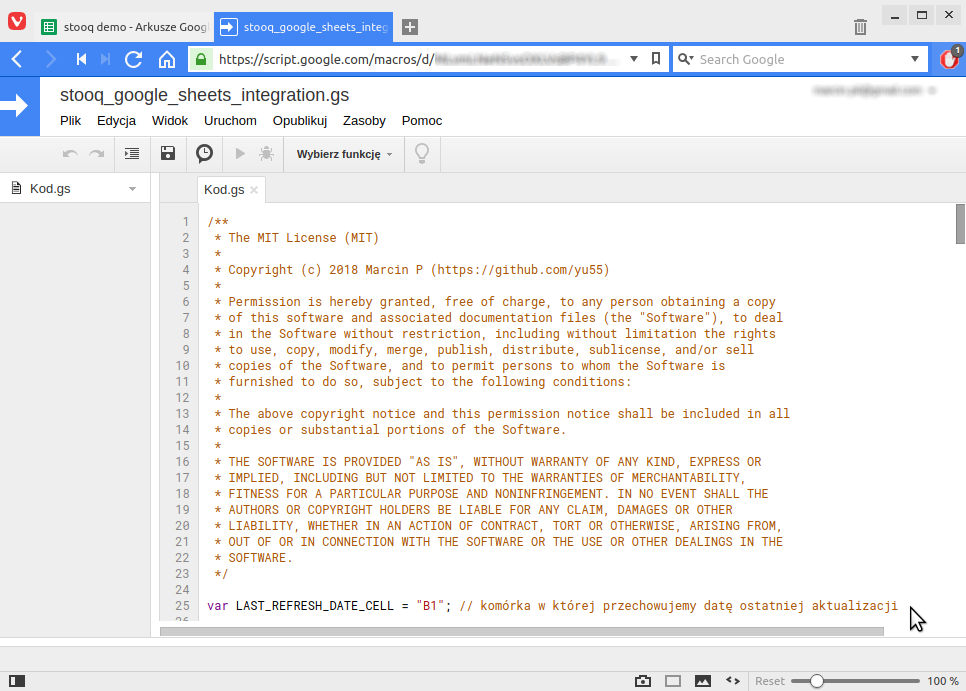 stooq demo - Arkusze Googl
stooq_google_sheets_integ
https://script.google.com/macros/d/
Search Google
1
stooq_google_sheets_integration.gs
Plik Edycja Widok Uruchom Opublikuj Zasoby Pomoc
Wybierz funkcję
Kod.gs
Kod.gs
1 /**
2 * The MIT License (MIT)
3 *
4 * Copyright (c) 2018 Marcin P (https://github.com/yu55)
5 *
6 * Permission is hereby granted, free of charge, to any person obtaining a copy
7 * of this software and associated documentation files (the "Software"), to deal
8 * in the Software without restriction, including without limitation the rights
9 * to use, copy, modify, merge, publish, distribute, sublicense, and/or sell
10 * copies of the Software, and to permit persons to whom the Software is
11 * furnished to do so, subject to the following conditions:
12 *
13 * The above copyright notice and this permission notice shall be included in all
14 * copies or substantial portions of the Software.
15 *
16 * THE SOFTWARE IS PROVIDED "AS IS", WITHOUT WARRANTY OF ANY KIND, EXPRESS OR
17 * IMPLIED, INCLUDING BUT NOT LIMITED TO THE WARRANTIES OF MERCHANTABILITY,
18 * FITNESS FOR A PARTICULAR PURPOSE AND NONINFRINGEMENT. IN NO EVENT SHALL THE
19 * AUTHORS OR COPYRIGHT HOLDERS BE LIABLE FOR ANY CLAIM, DAMAGES OR OTHER
20 * LIABILITY, WHETHER IN AN ACTION OF CONTRACT, TORT OR OTHERWISE, ARISING FROM,
21 * OUT OF OR IN CONNECTION WITH THE SOFTWARE OR THE USE OR OTHER DEALINGS IN THE
22 * SOFTWARE.
23 */
24
25 var LAST_REFRESH_DATE_CELL = "B1"; // komórka w której przechowujemy datę ostatniej aktualizacji
26
Reset 100 %